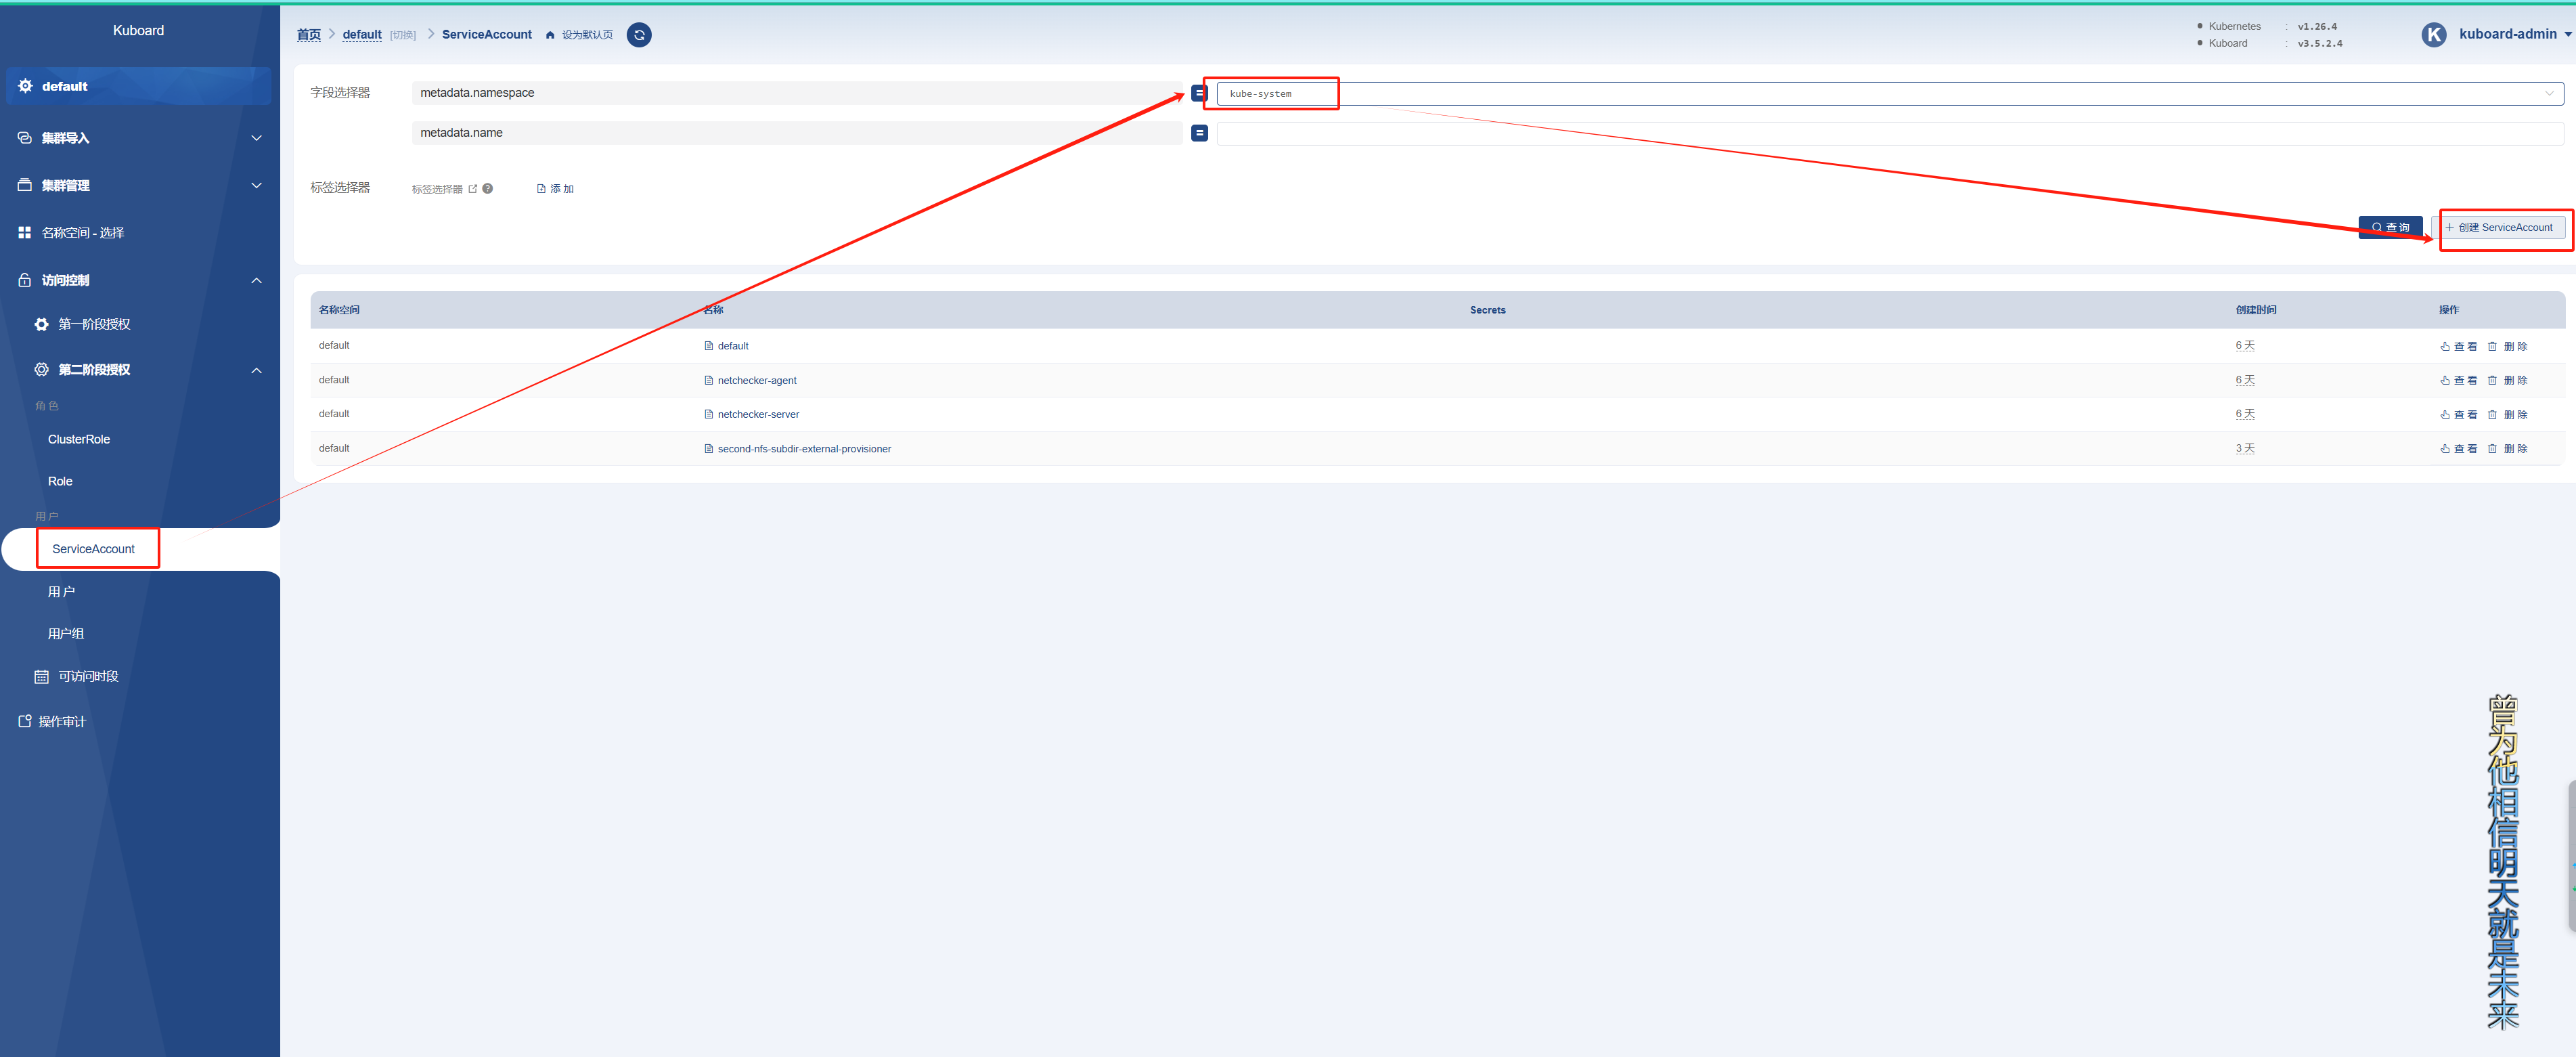 Kuboard
default
集群导入
集群管理
名称空间 - 选择
访问控制
第一阶段授权
第二阶段授权
角色
ClusterRole
Role
用户
ServiceAccount
用户
用户组
可访问时段
操作审计
首页 > default [切换] > ServiceAccount 设为默认页
Kubernetes : v1.26.4
Kuboard : v3.5.2.4
K kuboard-admin
字段选择器 metadata.namespace = kube-system
metadata.name =
标签选择器 标签选择器 ? 添加
查询 + 创建 ServiceAccount
名称空间 名称 Secrets 创建时间 操作
default default 6 天 查看 删除
default netchecker-agent 6 天 查看 删除
default netchecker-server 6 天 查看 删除
default second-nfs-subdir-external-provisioner 3 天 查看 删除
曾为他相信明天就是未来